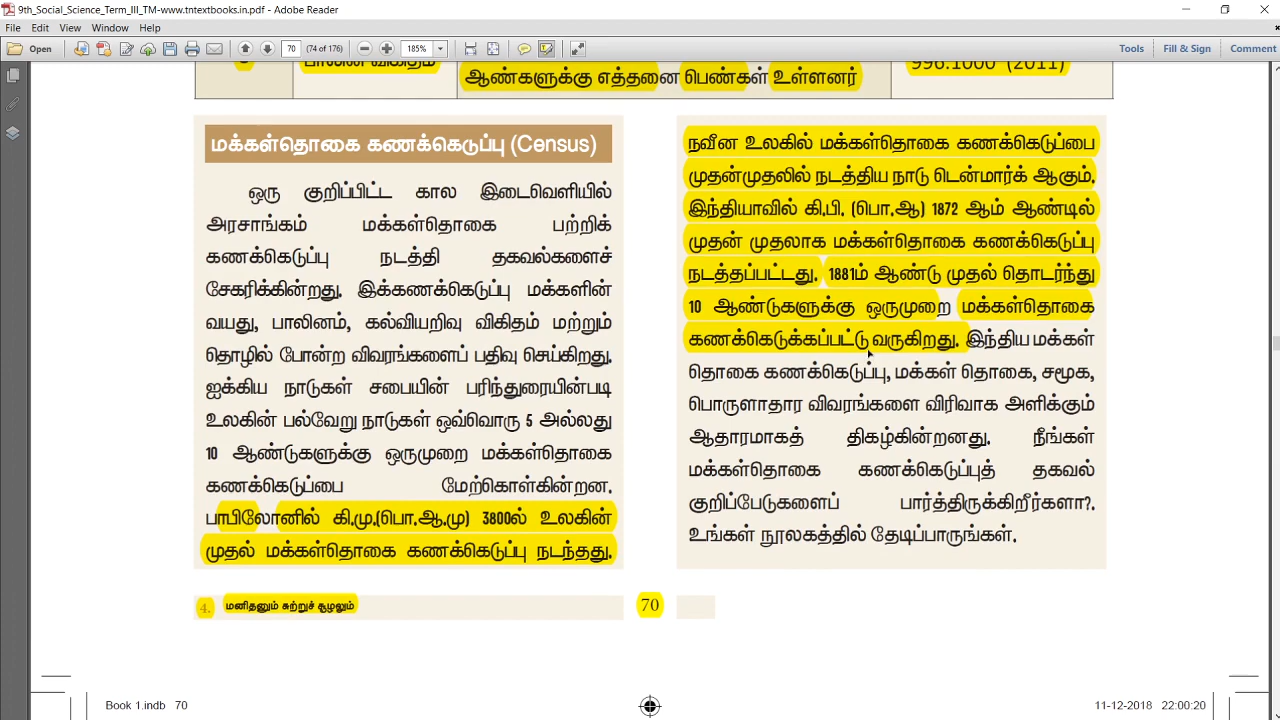 9th_Social_Science_Term_III_TM-www.tntextbooks.in.pdf - Adobe Reader
File Edit View Window Help
Open 70 (74 of 176) 185% Tools Fill & Sign Comment
பாலின விகிதம்
ஆண்களுக்கு எத்தனை பெண்கள் உள்ளனர்
996:1000 (2011)
மக்கள்தொகை கணக்கெடுப்பு (Census)
ஒரு குறிப்பிட்ட கால இடைவெளியில்
அரசாங்கம் மக்கள்தொகை பற்றிக்
கணக்கெடுப்பு நடத்தி தகவல்களைச்
சேகரிக்கின்றது. இக்கணக்கெடுப்பு மக்களின்
வயது, பாலினம், கல்வியறிவு விகிதம் மற்றும்
தொழில் போன்ற விவரங்களைப் பதிவு செய்கிறது.
ஐக்கிய நாடுகள் சபையின் பரிந்துரையின்படி
உலகின் பல்வேறு நாடுகள் ஒவ்வொரு 5 அல்லது
10 ஆண்டுகளுக்கு ஒருமுறை மக்கள்தொகை
கணக்கெடுப்பை மேற்கொள்கின்றன.
பாபிலோனில் கி.மு.(பொ.ஆ.மு) 3800ல் உலகின்
முதல் மக்கள்தொகை கணக்கெடுப்பு நடந்தது.
நவீன உலகில் மக்கள்தொகை கணக்கெடுப்பை
முதன்முதலில் நடத்திய நாடு டென்மார்க் ஆகும்.
இந்தியாவில் கி.பி. (பொ.ஆ) 1872 ஆம் ஆண்டில்
முதன் முதலாக மக்கள்தொகை கணக்கெடுப்பு
நடத்தப்பட்டது. 1881ம் ஆண்டு முதல் தொடர்ந்து
10 ஆண்டுகளுக்கு ஒருமுறை மக்கள்தொகை
கணக்கெடுக்கப்பட்டு வருகிறது. இந்திய மக்கள்
தொகை கணக்கெடுப்பு, மக்கள் தொகை, சமூக,
பொருளாதார விவரங்களை விரிவாக அளிக்கும்
ஆதாரமாகத் திகழ்கின்றனது. நீங்கள்
மக்கள்தொகை கணக்கெடுப்புத் தகவல்
குறிப்பேடுகளைப் பார்த்திருக்கிறீர்களா?.
உங்கள் நூலகத்தில் தேடிப்பாருங்கள்.
4. மனிதனும் சுற்றுச் சூழலும்
70
Book 1.indb 70
11-12-2018 22:00:20